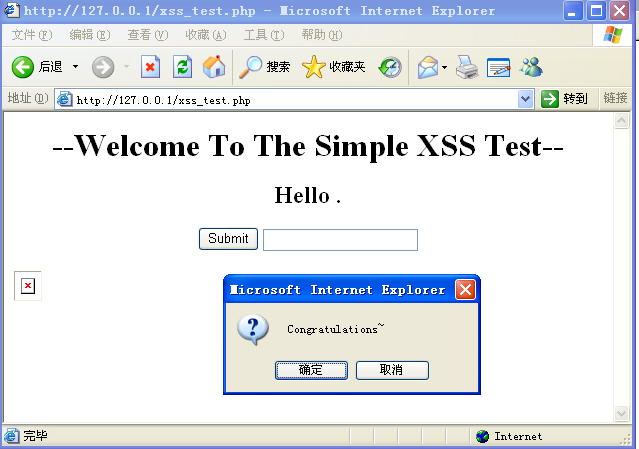 http://127.0.0.1/xss_test.php - Microsoft Internet Explorer
文件(F) 编辑(E) 查看(V) 收藏(A) 工具(T) 帮助(H)
后退 搜索 收藏夹
地址(D) http://127.0.0.1/xss_test.php 转到 链接
--Welcome To The Simple XSS Test--
Hello .
Submit
Microsoft Internet Explorer
Congratulations~
确定 取消
完毕 Internet